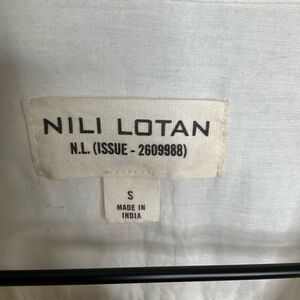 NILI LOTAN
N.L. (ISSUE - 2609988)
S
MADE IN
INDIA